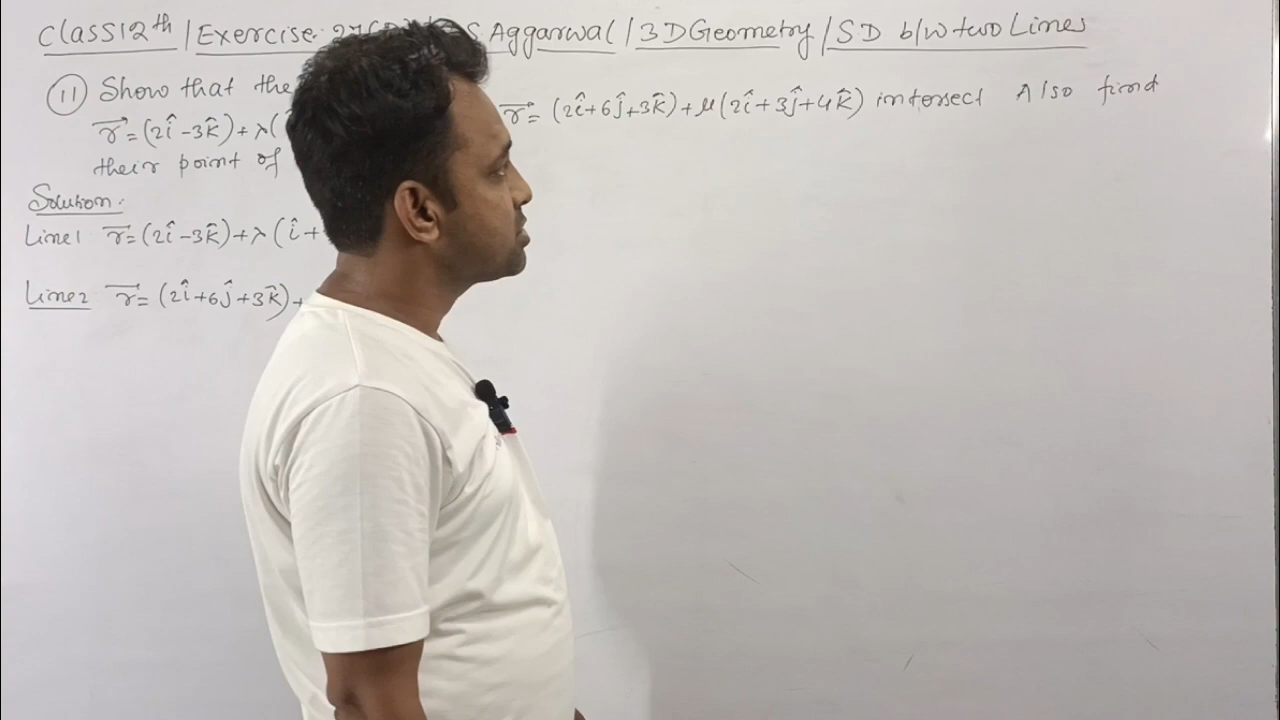 Class12th / Exercise: 27 S Aggarwal / 3D Geometry / SD b/w two Lines
(11) Show that the r⃗= (2î+6ĵ+3k̂)+μ(2î+3ĵ+4k̂) intersect Also find
r⃗=(2î-3k̂)+λ(
their point of
Solution:
Line1 r⃗=(2î-3k̂)+λ(î+
Line2 r⃗= (2î+6ĵ+3k̂)+